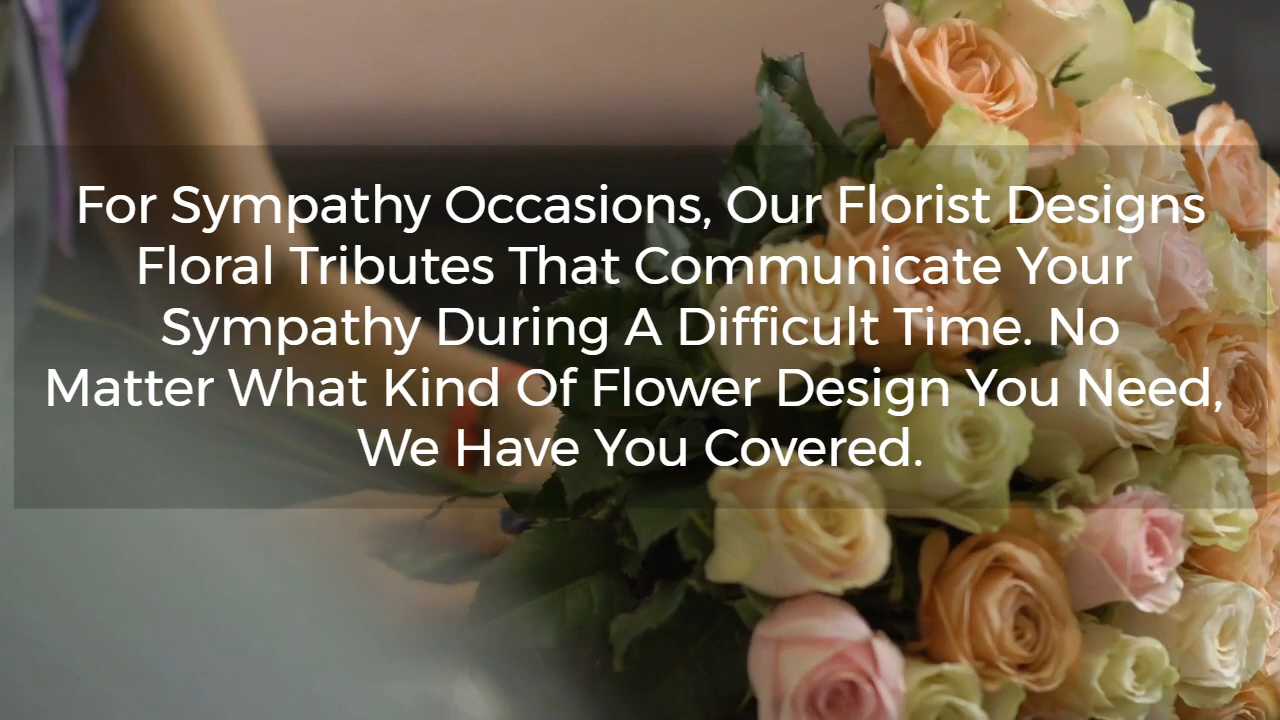 For Sympathy Occasions, Our Florist Designs
Floral Tributes That Communicate Your
Sympathy During A Difficult Time. No
Matter What Kind Of Flower Design You Need,
We Have You Covered.